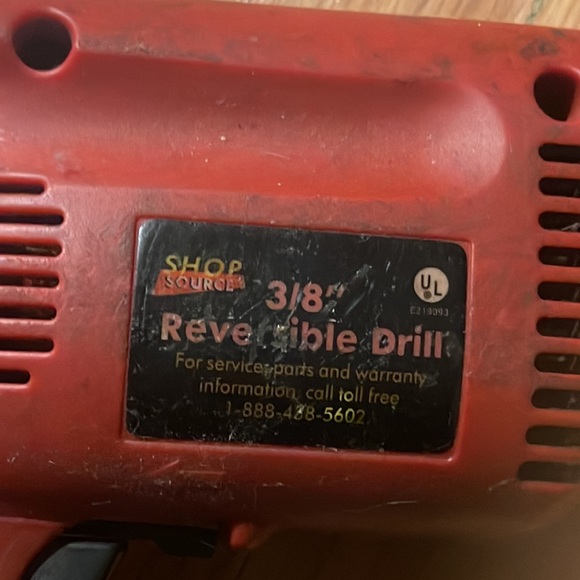 SHOP
SOURCE
3/8"
Reversible Drill
For service, parts and warranty
information, call toll free
1-888-438-5602
UL
E219093